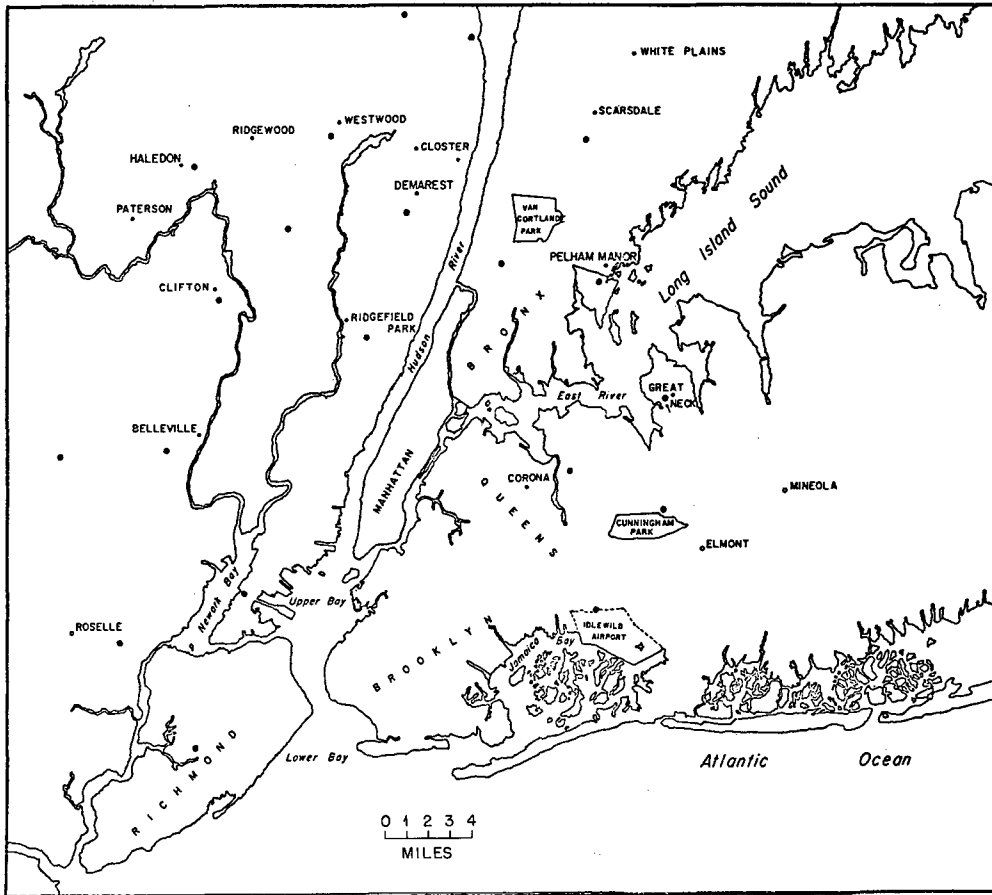 WHITE PLAINS
SCARSDALE
WESTWOOD
RIDGEWOOD
CLOSTER
HALEDON
DEMAREST
PATERSON
VAN
CORTLANDT
PARK
Long Island Sound
PELHAM MANOR
River
Hudson
CLIFTON
RIDGEFIELD
PARK
BRONX
East River
GREAT
NECK
BELLEVILLE
MANHATTAN
CORONA
QUEENS
MINEOLA
CUNNINGHAM
PARK
ELMONT
Newark Bay
Upper Bay
ROSELLE
BROOKLYN
IDLEWILD
AIRPORT
Jamaica Bay
RICHMOND
Lower Bay
Atlantic Ocean
0 1 2 3 4
MILES